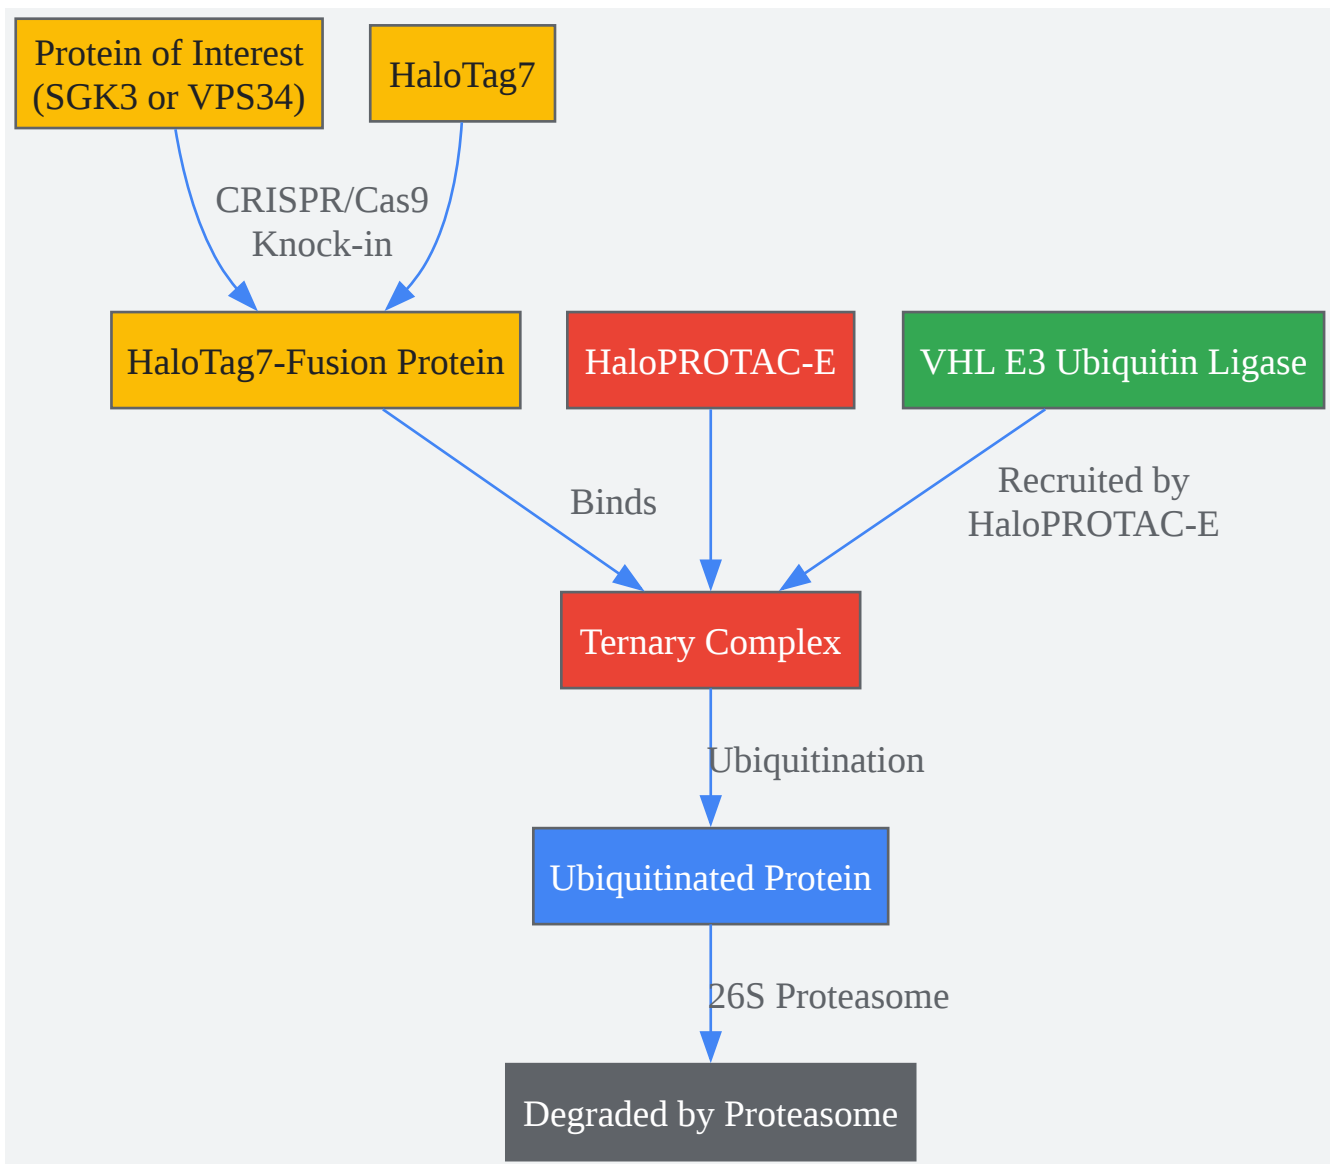 Protein of Interest
(SGK3 or VPS34)
HaloTag7
CRISPR/Cas9
Knock-in
HaloTag7-Fusion Protein
HaloPROTAC-E
VHL E3 Ubiquitin Ligase
Binds
Recruited by
HaloPROTAC-E
Ternary Complex
Ubiquitination
Ubiquitinated Protein
26S Proteasome
Degraded by Proteasome